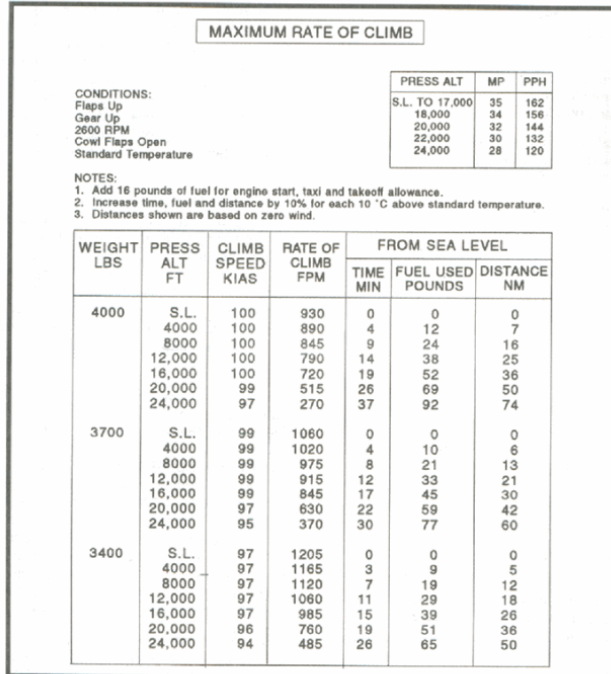 MAXIMUM RATE OF CLIMB
PRESS ALT MP PPH
S.L. TO 17,000 35 162
18,000 34 156
20,000 32 144
22,000 30 132
24,000 28 120
CONDITIONS:
Flaps Up
Gear Up
2600 RPM
Cowl Flaps Open
Standard Temperature
NOTES:
1. Add 16 pounds of fuel for engine start, taxi and takeoff allowance.
2. Increase time, fuel and distance by 10% for each 10 °C above standard temperature.
3. Distances shown are based on zero wind.
WEIGHT LBS PRESS ALT FT CLIMB SPEED KIAS RATE OF CLIMB FPM FROM SEA LEVEL
TIME MIN FUEL USED POUNDS DISTANCE NM
4000 S.L. 100 930 0 0 0
4000 100 890 4 12 7
8000 100 845 9 24 16
12,000 100 790 14 38 25
16,000 100 720 19 52 36
20,000 99 515 26 69 50
24,000 97 270 37 92 74
3700 S.L. 99 1060 0 0 0
4000 99 1020 4 10 6
8000 99 975 8 21 13
12,000 99 915 12 33 21
16,000 99 845 17 45 30
20,000 97 630 22 59 42
24,000 95 370 30 77 60
3400 S.L. 97 1205 0 0 0
4000 97 1165 3 9 5
8000 97 1120 7 19 12
12,000 97 1060 11 29 18
16,000 97 985 15 39 26
20,000 96 760 19 51 36
24,000 94 485 26 65 50